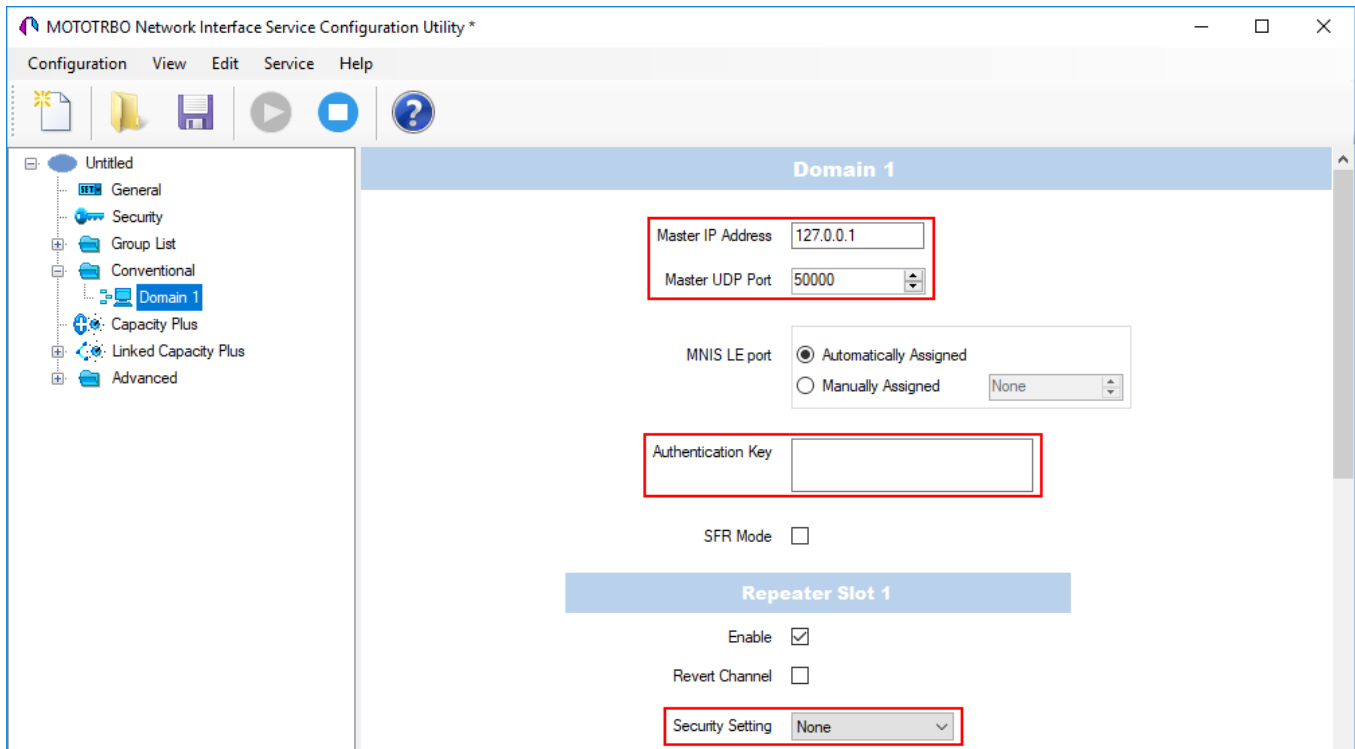 MOTOTRBO Network Interface Service Configuration Utility *
Configuration View Edit Service Help
?
Untitled
SET
General
Security
Group List
Conventional
Domain 1
Capacity Plus
Linked Capacity Plus
Advanced
Domain 1
Master IP Address 127.0.0.1
Master UDP Port 50000
MNIS LE port Automatically Assigned
Manually Assigned None
Authentication Key
SFR Mode
Repeater Slot 1
Enable
Revert Channel
Security Setting None